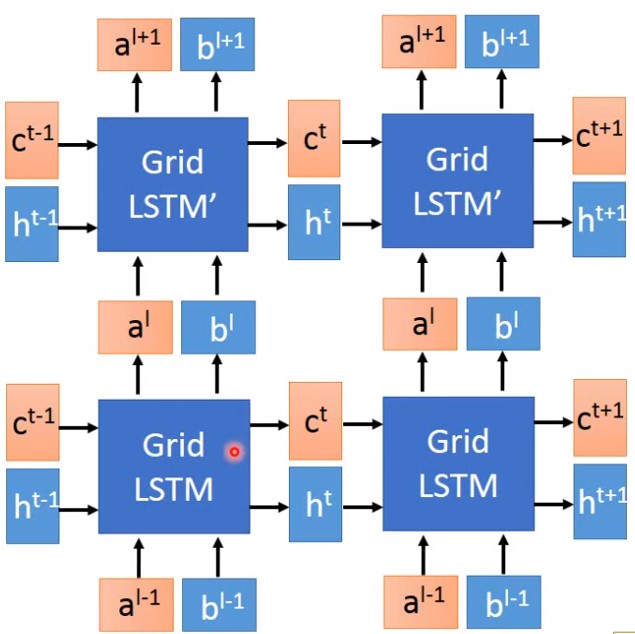 a^{l+1} b^{l+1} a^{l+1} b^{l+1}
c^{t-1} c^t c^{t+1}
Grid Grid
LSTM’ LSTM’
h^{t-1} h^t h^{t+1}
a^l b^l a^l b^l
c^{t-1} c^t c^{t+1}
Grid Grid
LSTM LSTM
h^{t-1} h^t h^{t+1}
a^{l-1} b^{l-1} a^{l-1} b^{l-1}